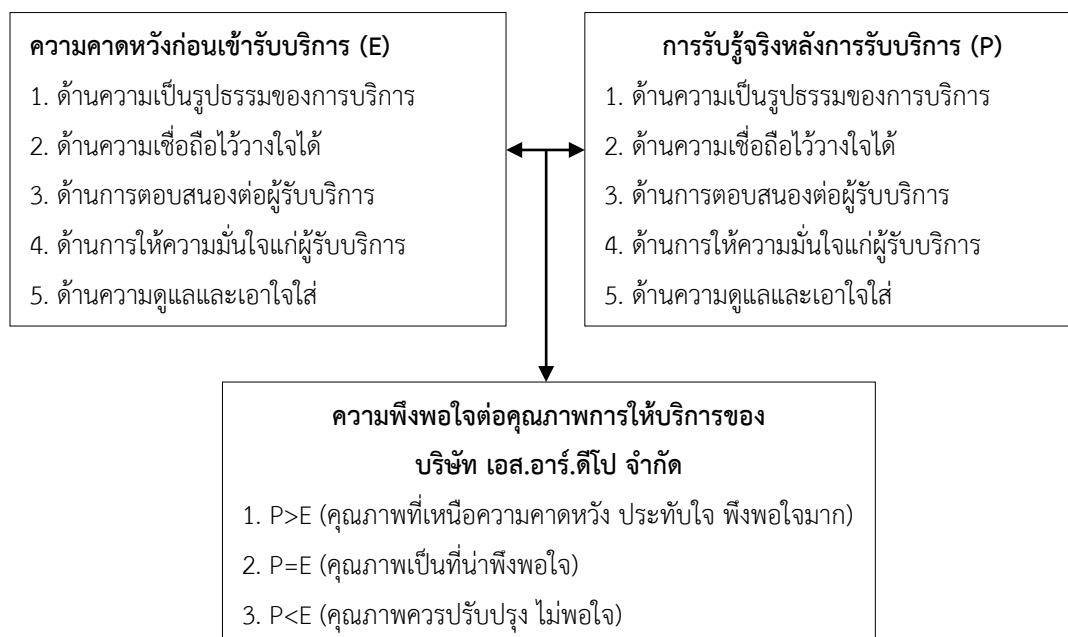 ความคาดหวังก่อนเข้ารับบริการ (E)
1. ด้านความเป็นรูปธรรมของการบริการ
2. ด้านความเชื่อถือไว้วางใจได้
3. ด้านการตอบสนองต่อผู้รับบริการ
4. ด้านการให้ความมั่นใจแก่ผู้รับบริการ
5. ด้านความดูแลและเอาใจใส่
การรับรู้จริงหลังการรับบริการ (P)
1. ด้านความเป็นรูปธรรมของการบริการ
2. ด้านความเชื่อถือไว้วางใจได้
3. ด้านการตอบสนองต่อผู้รับบริการ
4. ด้านการให้ความมั่นใจแก่ผู้รับบริการ
5. ด้านความดูแลและเอาใจใส่
ความพึงพอใจต่อคุณภาพการให้บริการของ
บริษัท เอส.อาร์.ดีโป จำกัด
1. P>E (คุณภาพที่เหนือความคาดหวัง ประทับใจ พึงพอใจมาก)
2. P=E (คุณภาพเป็นที่น่าพึงพอใจ)
3. P<E (คุณภาพควรปรับปรุง ไม่พอใจ)